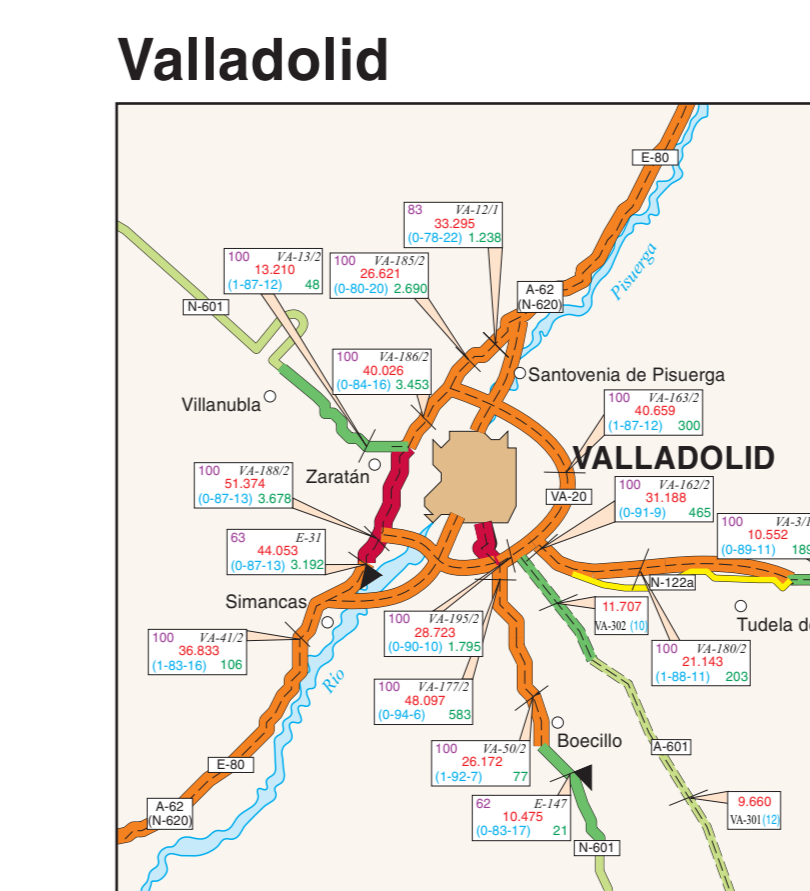 Valladolid
E-80
83 VA-12/1
33.295
(0-78-22) 1.238
100 VA-13/2
13.210
(1-87-12) 48
100 VA-185/2
26.621
(0-80-20) 2.690
Pisuerga
A-62
(N-620)
N-601
100 VA-186/2
40.026
(0-84-16) 3.453
Santovenia de Pisuerga
Villanubla
100 VA-163/2
40.659
(1-87-12) 300
VALLADOLID
Zaratán
100 VA-188/2
51.374
(0-87-13) 3.678
100 VA-162/2
31.188
(0-91-9) 465
VA-20
100 VA-3/1
10.552
(0-89-11) 189
63 E-31
44.053
(0-87-13) 3.192
N-122a
Simancas
11.707
VA-302 (10)
Tudela d
100 VA-195/2
28.723
(0-90-10) 1.795
100 VA-41/2
36.833
(1-83-16) 106
100 VA-180/2
21.143
(1-88-11) 203
Río
100 VA-177/2
48.097
(0-94-6) 583
Boecillo
100 VA-50/2
26.172
(1-92-7) 77
A-601
E-80
62 E-147
10.475
(0-83-17) 21
9.660
VA-301 (12)
A-62
(N-620)
N-601